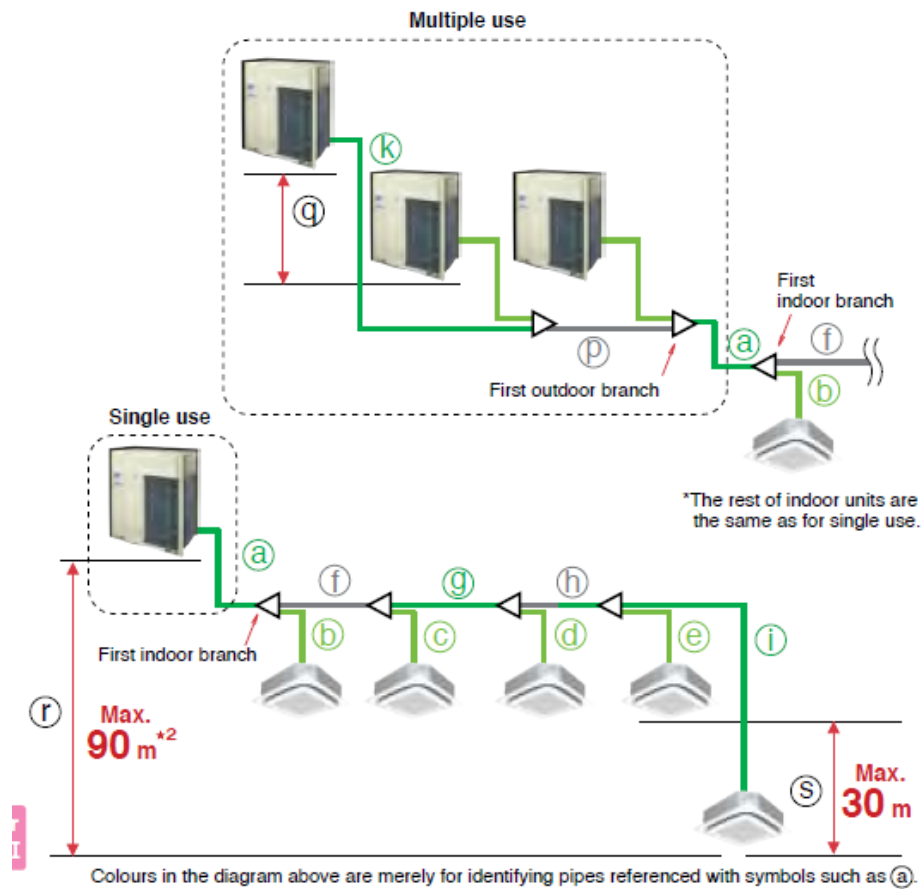 Multiple use
ⓚ
ⓠ
First
indoor branch
ⓟ
ⓐ
ⓕ
First outdoor branch
ⓑ
Single use
*The rest of indoor units are
the same as for single use.
ⓐ
ⓕ
ⓖ
ⓗ
ⓑ
ⓒ
ⓓ
ⓔ
ⓘ
First indoor branch
ⓡ
Max.
90 m*2
ⓢ
Max.
30 m
Colours in the diagram above are merely for identifying pipes referenced with symbols such as ⓐ.